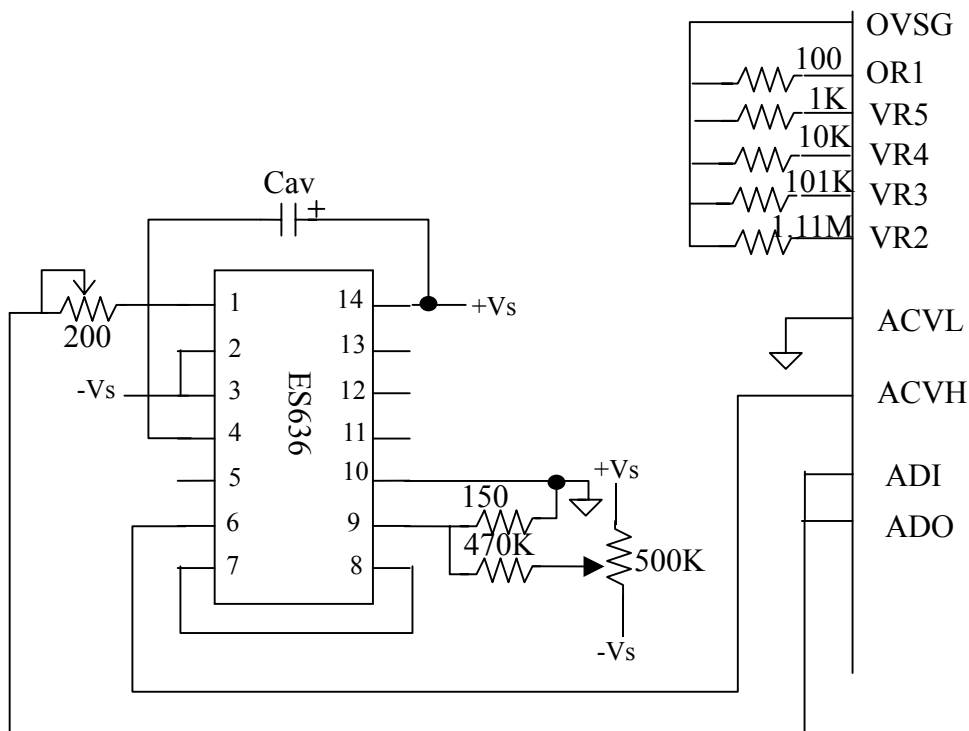 OVSG
100
OR1
1K
VR5
10K
VR4
101K
VR3
1.11M
VR2
Cav
+
ACVL
ACVH
ADI
ADO
200
-Vs
+Vs
ES636
1
2
3
4
5
6
7
14
13
12
11
10
9
8
150
470K
+Vs
500K
-Vs